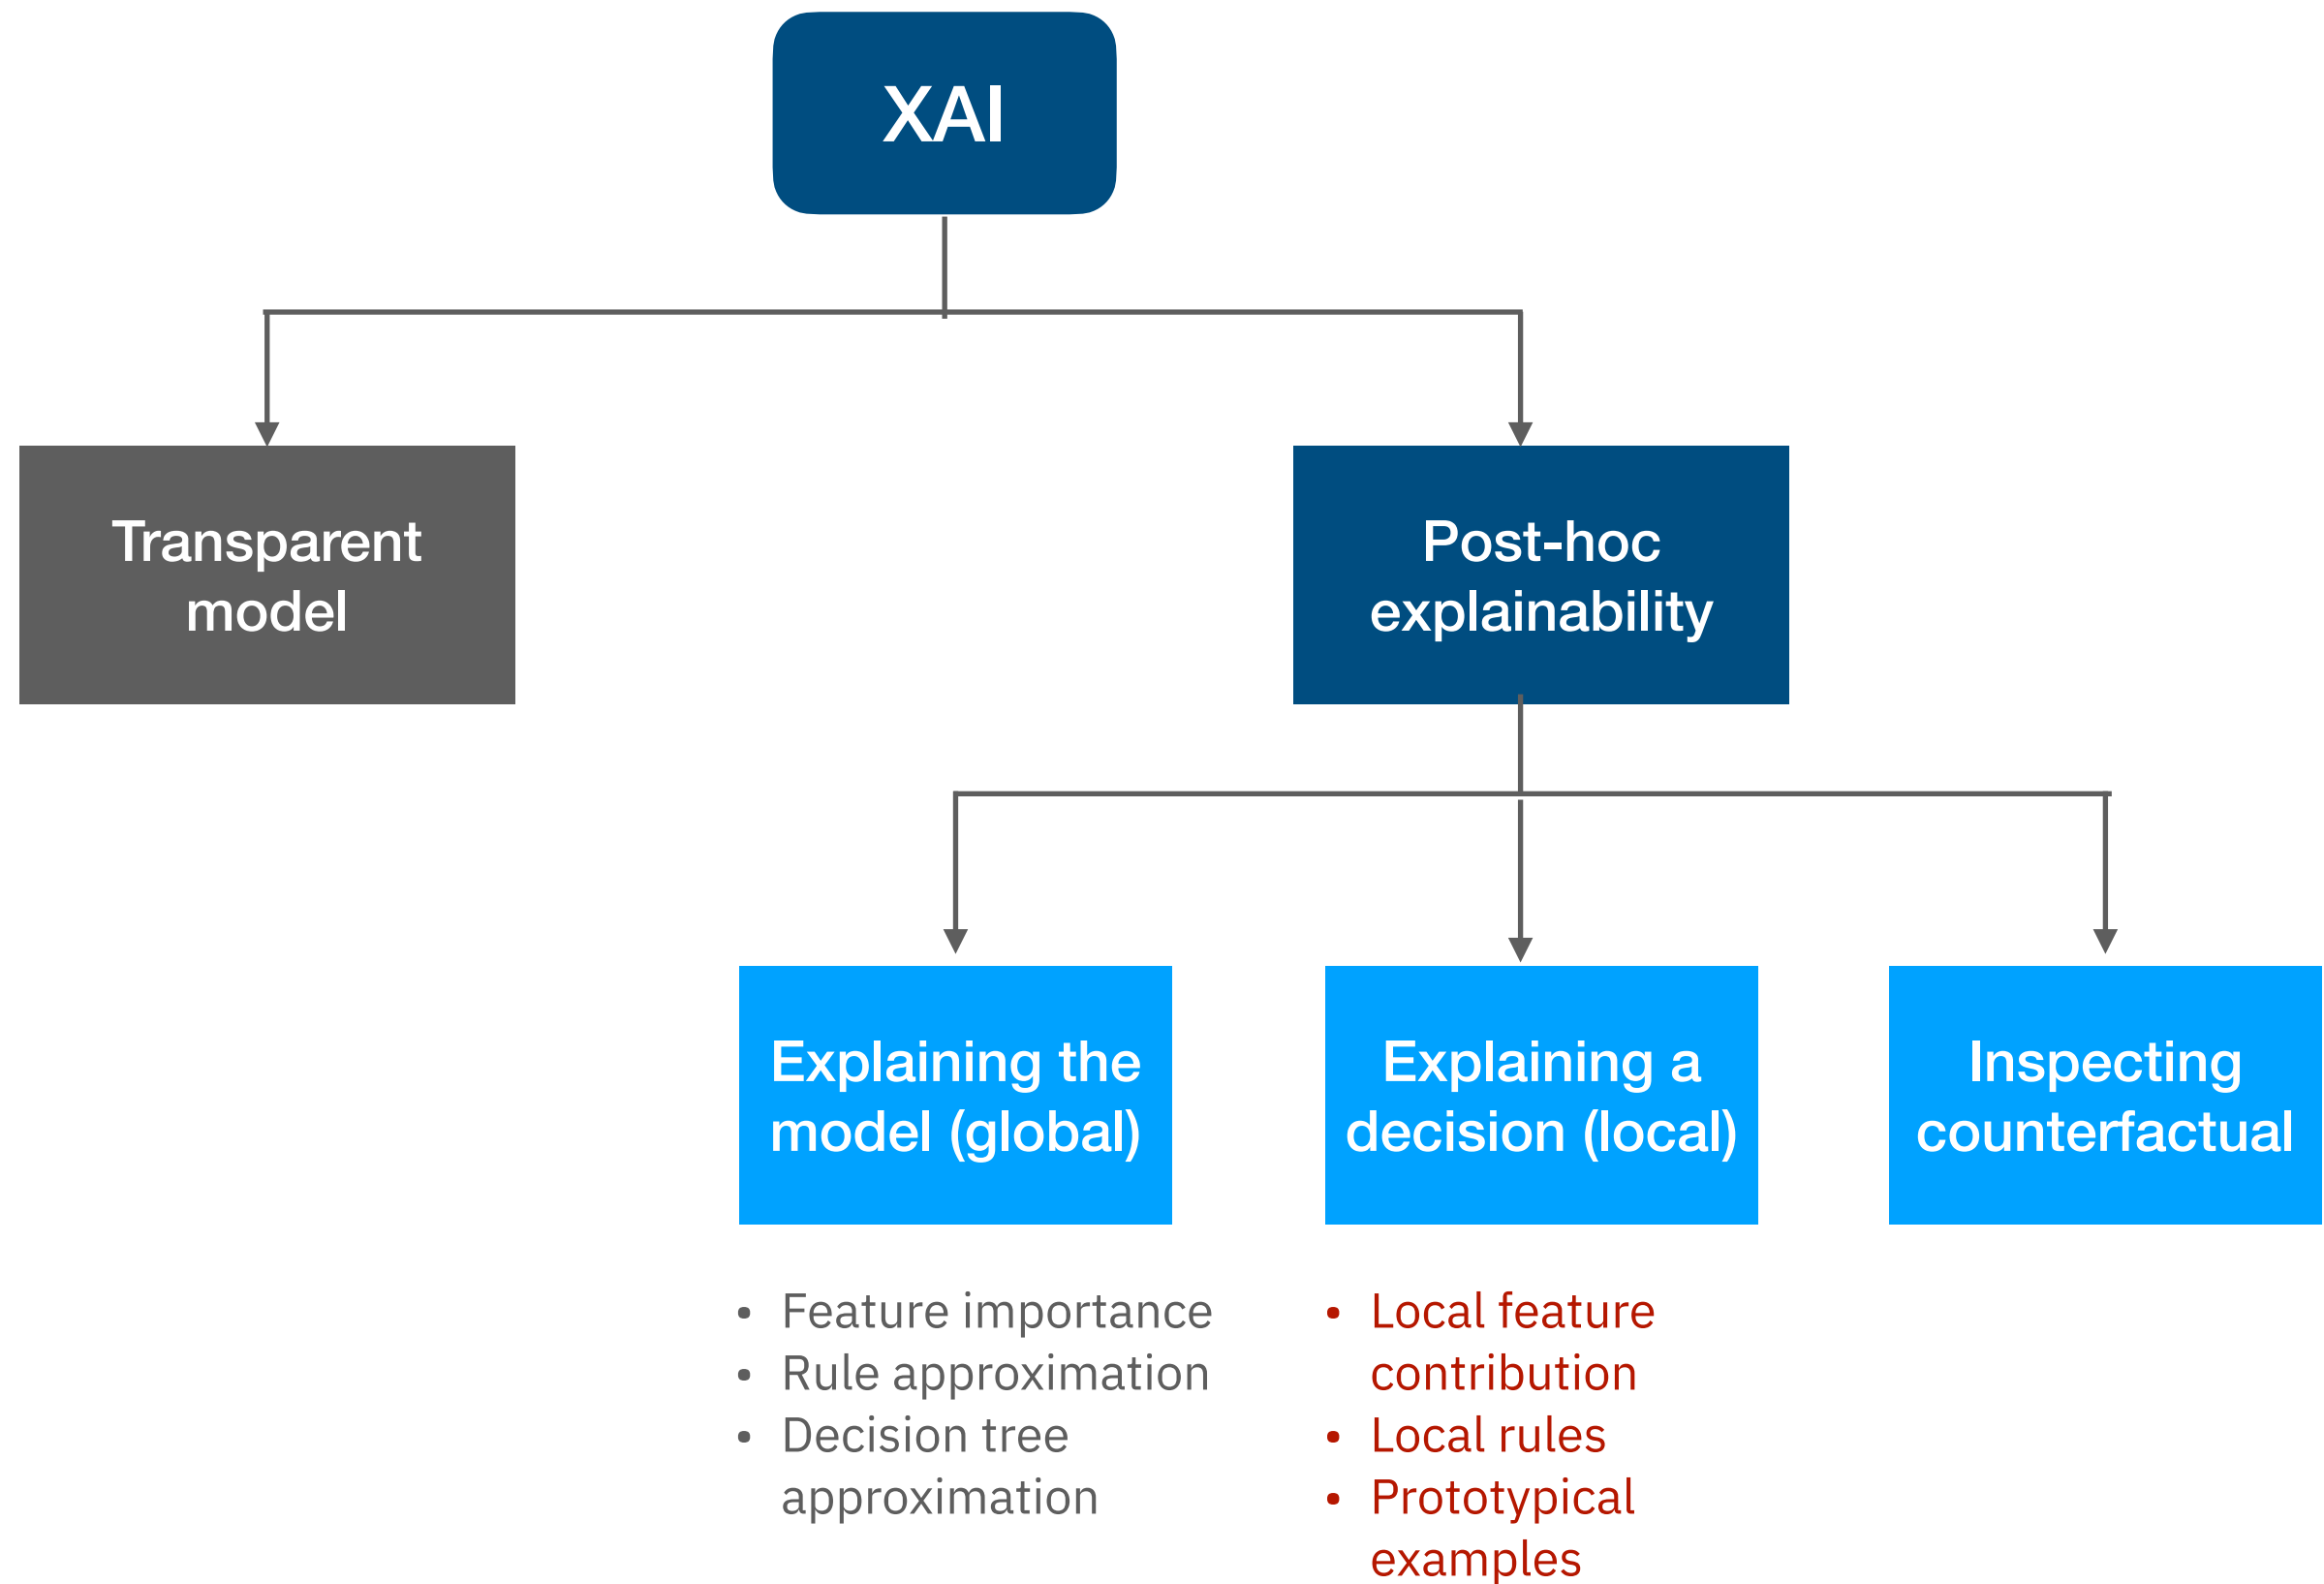 XAI
Transparent
model
Post-hoc
explainability
Explaining the
model (global)
Explaining a
decision (local)
Inspecting
counterfactual
• Feature importance
• Rule approximation
• Decision tree
approximation
• Local feature
contribution
• Local rules
• Prototypical
examples